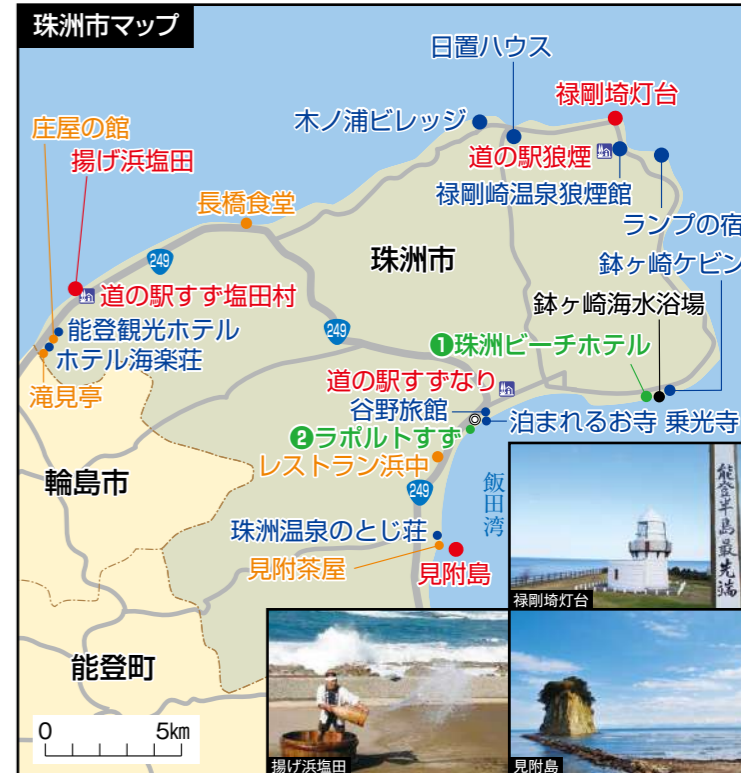 珠洲市マップ
日置ハウス
禄剛埼灯台
木ノ浦ビレッジ
庄屋の館
道の駅狼煙
揚げ浜塩田
禄剛崎温泉狼煙館
長橋食堂
ランプの宿
珠洲市
249
鉢ヶ崎ケビン
道の駅すず塩田村
鉢ヶ崎海水浴場
能登観光ホテル
249
❶珠洲ビーチホテル
ホテル海楽荘
道の駅すずなり
滝見亭
谷野旅館
泊まれるお寺 乗光寺
❷ラポルトすず
レストラン浜中
輪島市
249
飯田湾
能登半島最先端
珠洲温泉のとじ荘
見附茶屋
見附島
禄剛埼灯台
能登町
0 5km
揚げ浜塩田
見附島